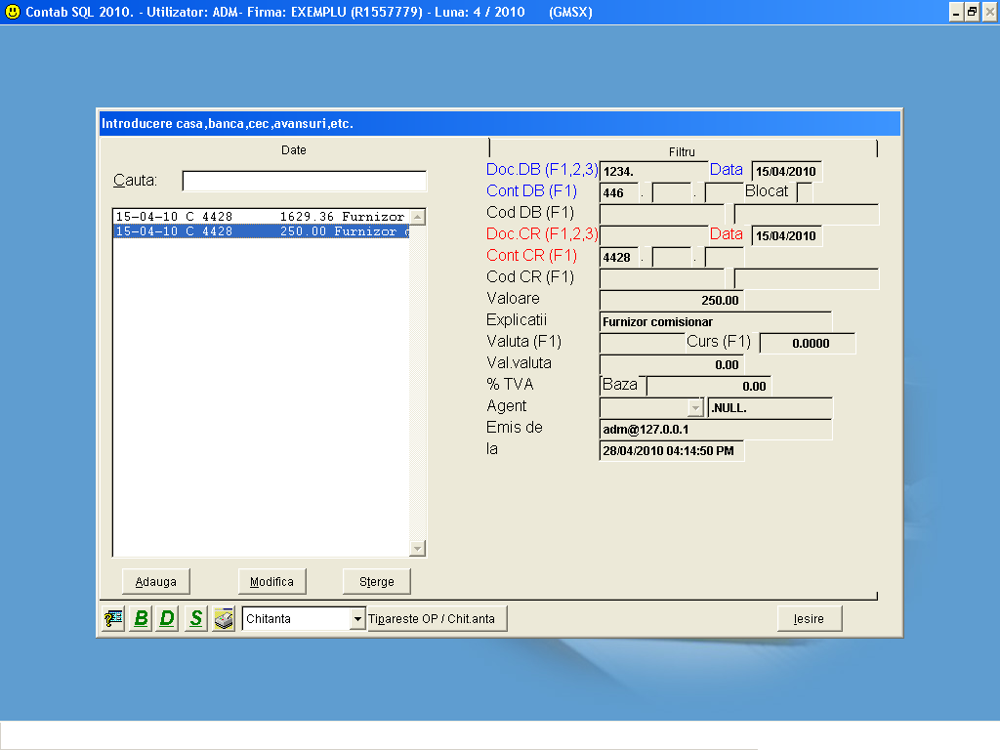 Contab SQL 2010. - Utilizator: ADM- Firma: EXEMPLU (R1557779) - Luna: 4 / 2010 (GMSX)
Introducere casa,banca,cec,avansuri,etc.
Date
Filtru
Cauta:
15-04-10 C 4428 1629.36 Furnizor
15-04-10 C 4428 250.00 Furnizor
Adauga Modifica Sterge
Doc.DB (F1,2,3) 1234. Data 15/04/2010
Cont DB (F1) 446 . . Blocat
Cod DB (F1)
Doc.CR (F1,2,3) Data 15/04/2010
Cont CR (F1) 4428 . .
Cod CR (F1)
Valoare 250.00
Explicatii Furnizor comisionar
Valuta (F1) Curs (F1) 0.0000
Val.valuta 0.00
% TVA Baza 0.00
Agent .NULL.
Emis de adm@127.0.0.1
la 28/04/2010 04:14:50 PM
B D S Chitanta Tipareste OP / Chit.anta Iesire